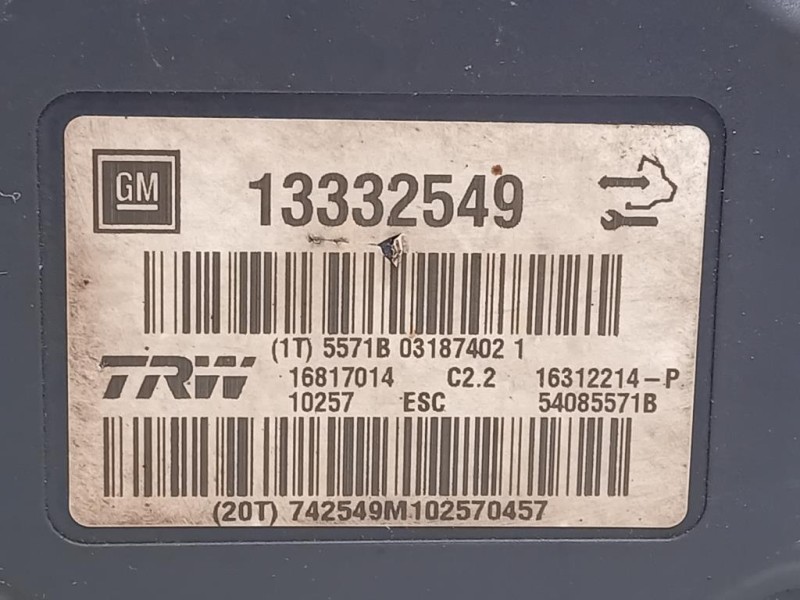 GM 13332549
(1T) 5571B 03187402 1
TRW 16817014 C2.2 16312214-P
10257 ESC 54085571B
(20T) 742549M102570457